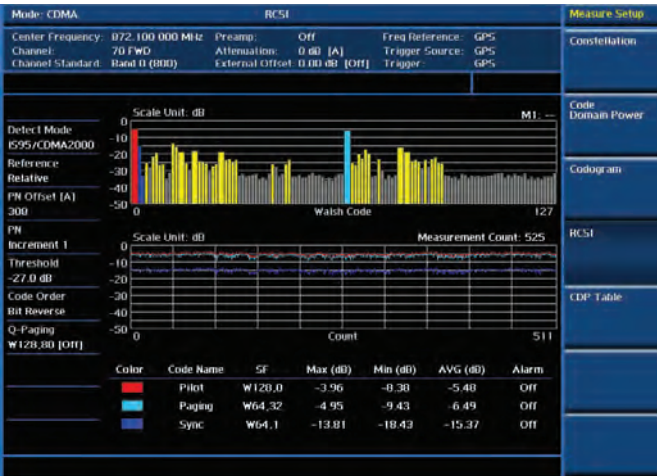 Mode: CDMA RCSI Measure Setup
Center Frequency: 872.100 000 MHz Preamp: Off Freq Reference: GPS
Channel: 70 FWD Attenuation: 0 dB [A] Trigger Source: GPS
Channel Standard: Band 0 (800) External Offset: 0.00 dB [Off] Trigger: GPS
Constellation
Code
Domain Power
Codogram
RCSI
CDP Table
Detect Mode
IS95/CDMA2000
Reference
Relative
PN Offset [A]
300
PN
Increment 1
Threshold
-27.0 dB
Code Order
Bit Reverse
Q-Paging
W128,80 [Off]
Scale Unit: dB M1: --
0
-10
-20
-30
-40
-50
0 Walsh Code 127
Scale Unit: dB Measurement Count: 525
0
-10
-20
-30
-40
-50
0 Count 511
Color Code Name SF Max (dB) Min (dB) AVG (dB) Alarm
Pilot W128,0 -3.96 -8.38 -5.48 Off
Paging W64,32 -4.95 -9.43 -6.49 Off
Sync W64,1 -13.81 -18.43 -15.37 Off